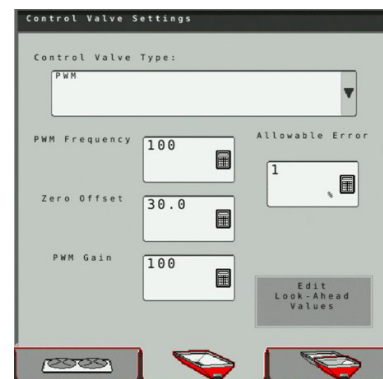 Control Valve Settings
Control Valve Type:
PWM
PWM Frequency
100
Allowable Error
1
%
Zero Offset
30.0
PWM Gain
100
Edit
Look-Ahead
Values